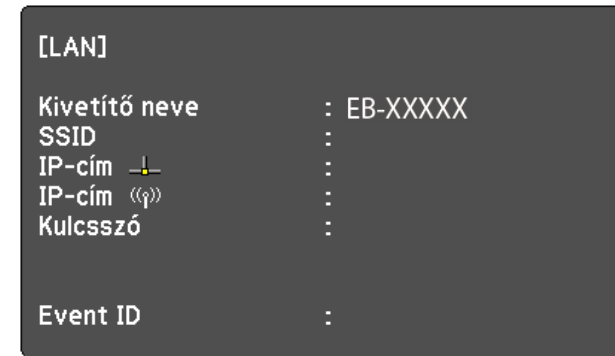 [LAN]
Kivetítő neve : EB-XXXXX
SSID :
IP-cím :
IP-cím :
Kulcsszó :
Event ID :